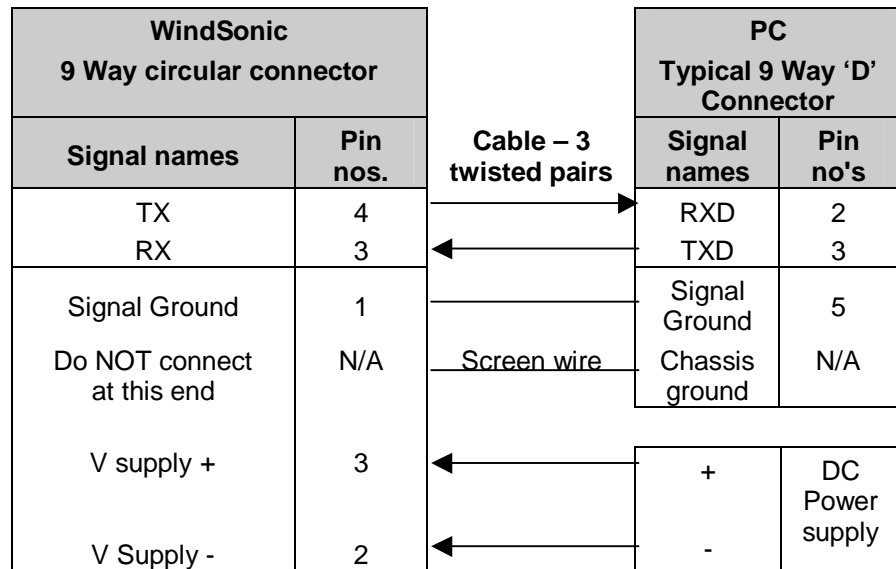 WindSonic
9 Way circular connector
PC
Typical 9 Way ‘D’
Connector
Signal names
Pin
nos.
Cable – 3
twisted pairs
Signal
names
Pin
no's
TX 4 RXD 2
RX 3 TXD 3
Signal Ground 1 Signal
Ground 5
Do NOT connect
at this end
N/A
Screen wire
Chassis
ground
N/A
V supply + 3 +
DC
Power
supply
V Supply - 2 -